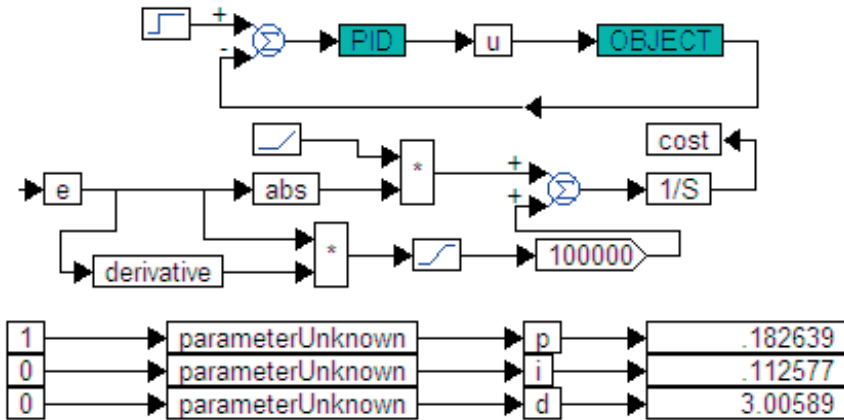 +
-
Σ
PID
u
OBJECT
cost
*
+
+
Σ
1/S
e
abs
*
derivative
100000
1 parameterUnknown p .182639
0 parameterUnknown i .112577
0 parameterUnknown d 3.00589